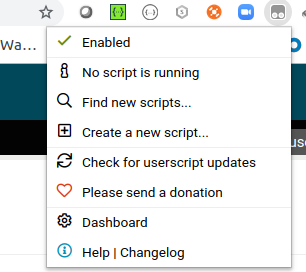 Wa...
Enabled
No script is running
Find new scripts...
Create a new script...
use
Check for userscript updates
Please send a donation
Dashboard
Help | Changelog